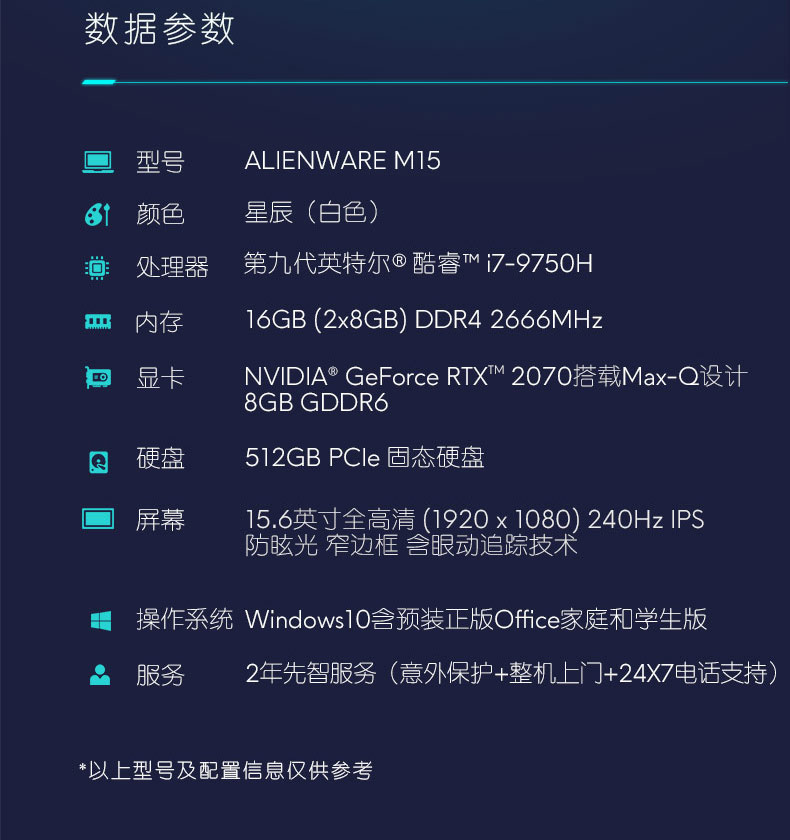 数据参数
型号 ALIENWARE M15
颜色 星辰（白色）
处理器 第九代英特尔® 酷睿™ i7-9750H
内存 16GB (2x8GB) DDR4 2666MHz
显卡 NVIDIA® GeForce RTX™ 2070搭载Max-Q设计
8GB GDDR6
硬盘 512GB PCIe 固态硬盘
屏幕 15.6英寸全高清 (1920 x 1080) 240Hz IPS
防眩光 窄边框 含眼动追踪技术
操作系统 Windows10含预装正版Office家庭和学生版
服务 2年先智服务（意外保护+整机上门+24X7电话支持）
*以上型号及配置信息仅供参考